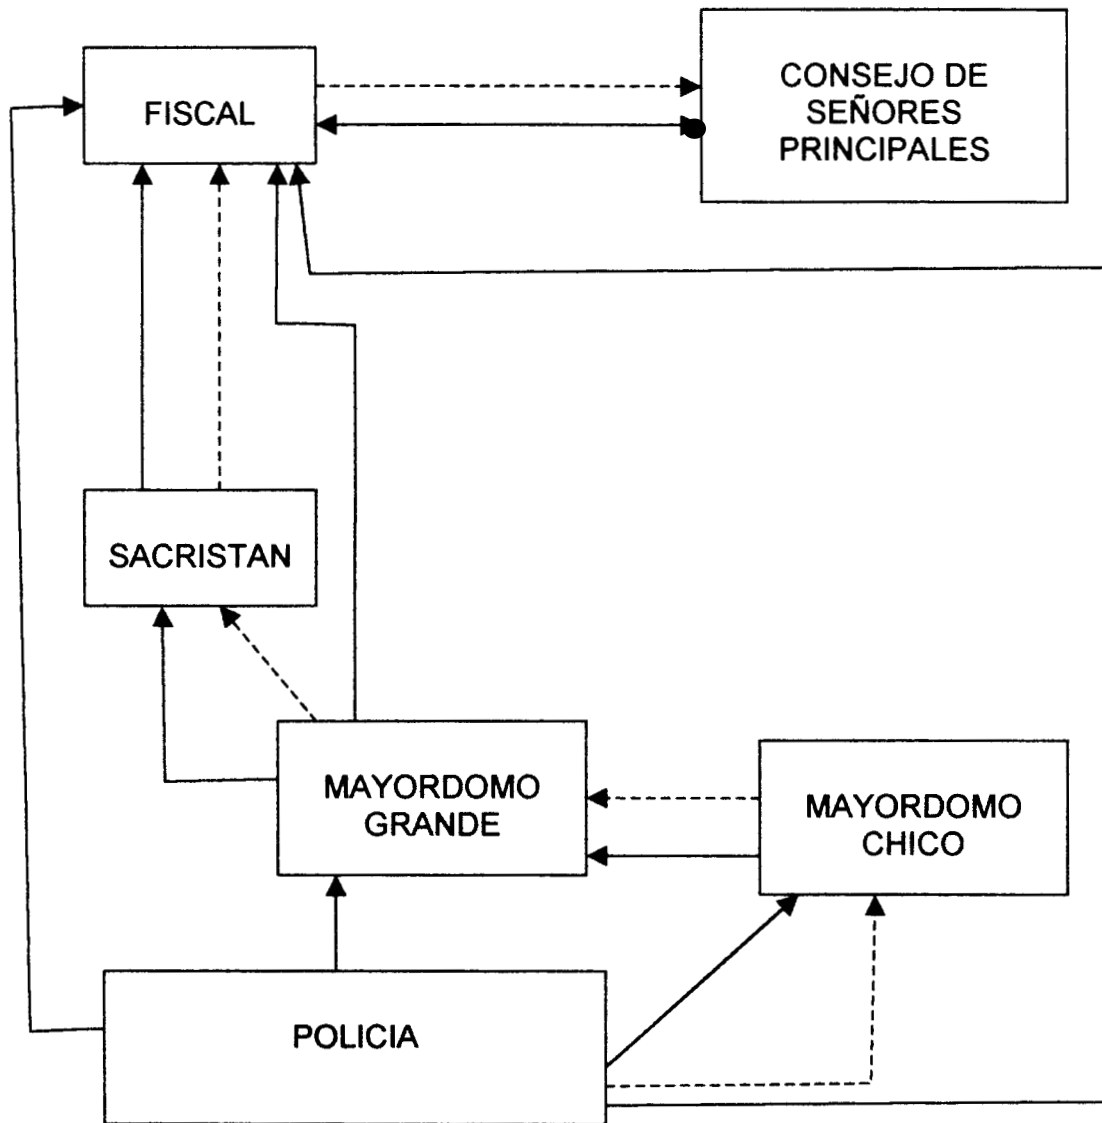 FISCAL
CONSEJO DE
SEÑORES
PRINCIPALES
SACRISTAN
MAYORDOMO
GRANDE
MAYORDOMO
CHICO
POLICIA